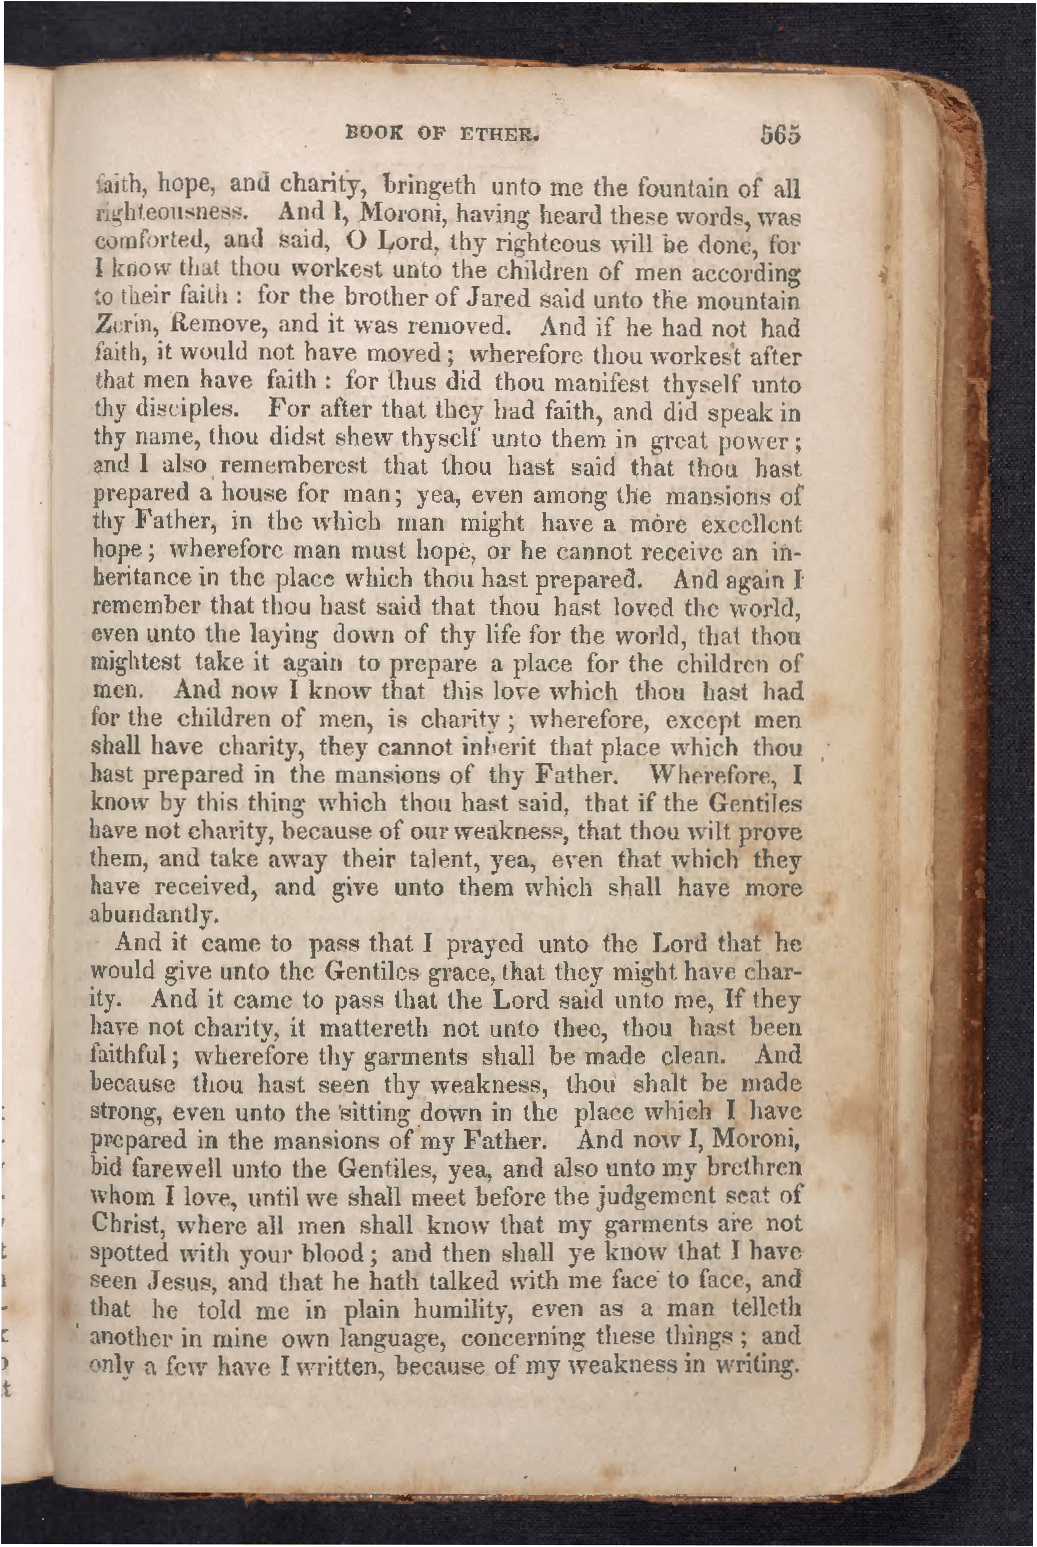 BOOK OF ETHER. 565
faith, hope, and charity, bringeth unto me the fountain of all
righteousness. And I, Moroni, having heard these words, was
comforted, and said, O Lord, thy righteous will be done, for
I know that thou workest unto the children of men according
to their faith : for the brother of Jared said unto the mountain
Zerin, Remove, and it was removed. And if he had not had
faith, it would not have moved ; wherefore thou workest after
that men have faith : for thus did thou manifest thyself unto
thy disciples. For after that they had faith, and did speak in
thy name, thou didst shew thyself unto them in great power ;
and I also rememberest that thou hast said that thou hast
prepared a house for man; yea, even among the mansions of
thy Father, in the which man might have a more excellent
hope ; wherefore man must hope, or he cannot receive an in-
heritance in the place which thou hast prepared. And again I
remember that thou hast said that thou hast loved the world,
even unto the laying down of thy life for the world, that thou
mightest take it again to prepare a place for the children of
men. And now I know that this love which thou hast had
for the children of men, is charity ; wherefore, except men
shall have charity, they cannot inherit that place which thou
hast prepared in the mansions of thy Father. Wherefore, I
know by this thing which thou hast said, that if the Gentiles
have not charity, because of our weakness, that thou wilt prove
them, and take away their talent, yea, even that which they
have received, and give unto them which shall have more
abundantly.
And it came to pass that I prayed unto the Lord that he
would give unto the Gentiles grace, that they might have char-
ity. And it came to pass that the Lord said unto me, If they
have not charity, it mattereth not unto thee, thou hast been
faithful ; wherefore thy garments shall be made clean. And
because thou hast seen thy weakness, thou shalt be made
strong, even unto the sitting down in the place which I have
prepared in the mansions of my Father. And now I, Moroni,
bid farewell unto the Gentiles, yea, and also unto my brethren
whom I love, until we shall meet before the judgement seat of
Christ, where all men shall know that my garments are not
spotted with your blood ; and then shall ye know that I have
seen Jesus, and that he hath talked with me face to face, and
that he told me in plain humility, even as a man telleth
another in mine own language, concerning these things ; and
only a few have I written, because of my weakness in writing.